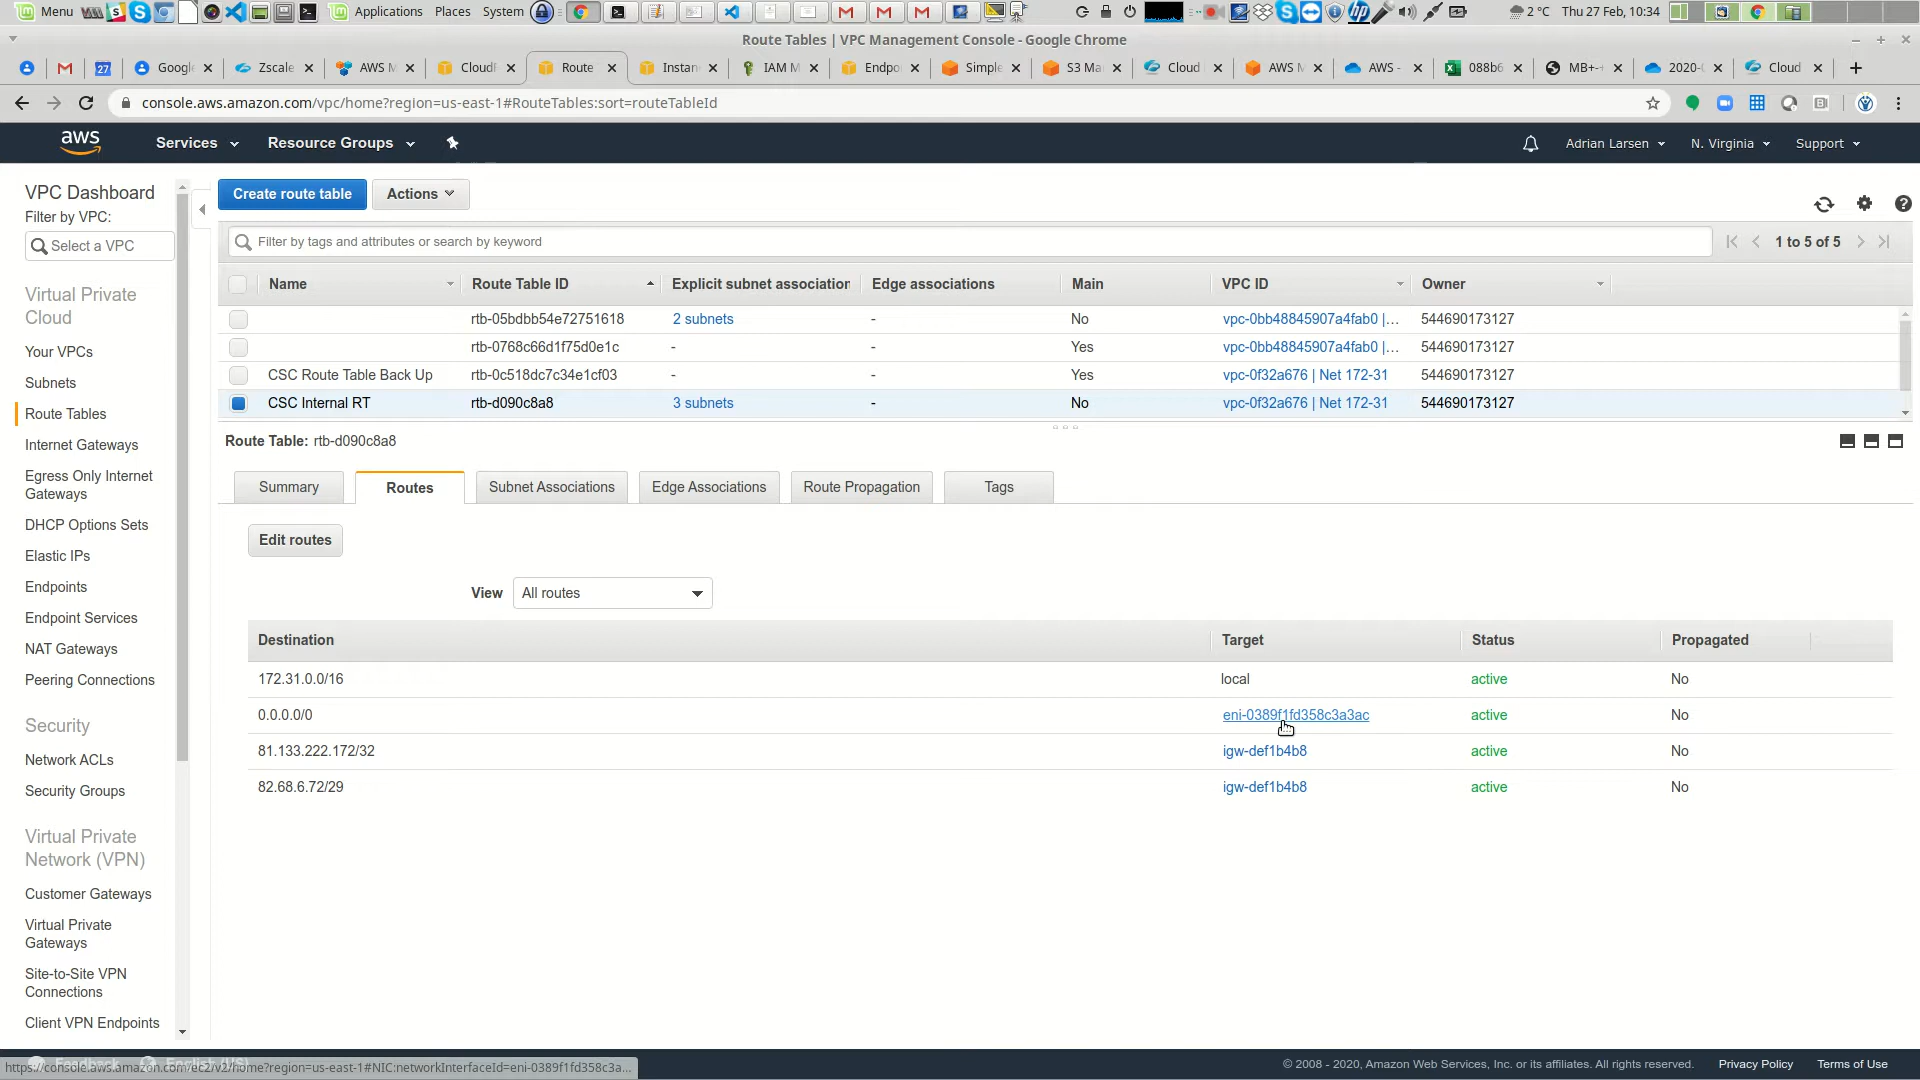 Menu
Applications
Places
System
2 °C
Thu 27 Feb, 10:34
Route Tables | VPC Management Console - Google Chrome
27
Google
Zscale
AWS M
CloudF
Route
Instan
IAM M
Endpo
Simple
S3 Ma
Cloud
AWS M
AWS -
088b6
MB+-
2020-
Cloud
console.aws.amazon.com/vpc/home?region=us-east-1#RouteTables:sort=routeTableId
aws
Services
Resource Groups
Adrian Larsen
N. Virginia
Support
VPC Dashboard
Filter by VPC:
Select a VPC
Virtual Private
Cloud
Your VPCs
Subnets
Route Tables
Internet Gateways
Egress Only Internet
Gateways
DHCP Options Sets
Elastic IPs
Endpoints
Endpoint Services
NAT Gateways
Peering Connections
Security
Network ACLs
Security Groups
Virtual Private
Network (VPN)
Customer Gateways
Virtual Private
Gateways
Site-to-Site VPN
Connections
Client VPN Endpoints
Create route table
Actions
Filter by tags and attributes or search by keyword
1 to 5 of 5
Name Route Table ID Explicit subnet association Edge associations Main VPC ID Owner
rtb-05bdbb54e72751618 2 subnets - No vpc-0bb48845907a4fab0 |... 544690173127
rtb-0768c66d1f75d0e1c - - Yes vpc-0bb48845907a4fab0 |... 544690173127
CSC Route Table Back Up rtb-0c518dc7c34e1cf03 - - Yes vpc-0f32a676 | Net 172-31 544690173127
CSC Internal RT rtb-d090c8a8 3 subnets - No vpc-0f32a676 | Net 172-31 544690173127
Route Table: rtb-d090c8a8
Summary
Routes
Subnet Associations
Edge Associations
Route Propagation
Tags
Edit routes
View All routes
Destination Target Status Propagated
172.31.0.0/16 local active No
0.0.0.0/0 eni-0389f1fd358c3a3ac active No
81.133.222.172/32 igw-def1b4b8 active No
82.68.6.72/29 igw-def1b4b8 active No
https://console.aws.amazon.com/ec2/v2/home?region=us-east-1#NIC:networkInterfaceId=eni-0389f1fd358c3a...
© 2008 - 2020, Amazon Web Services, Inc. or its affiliates. All rights reserved.
Privacy Policy
Terms of Use